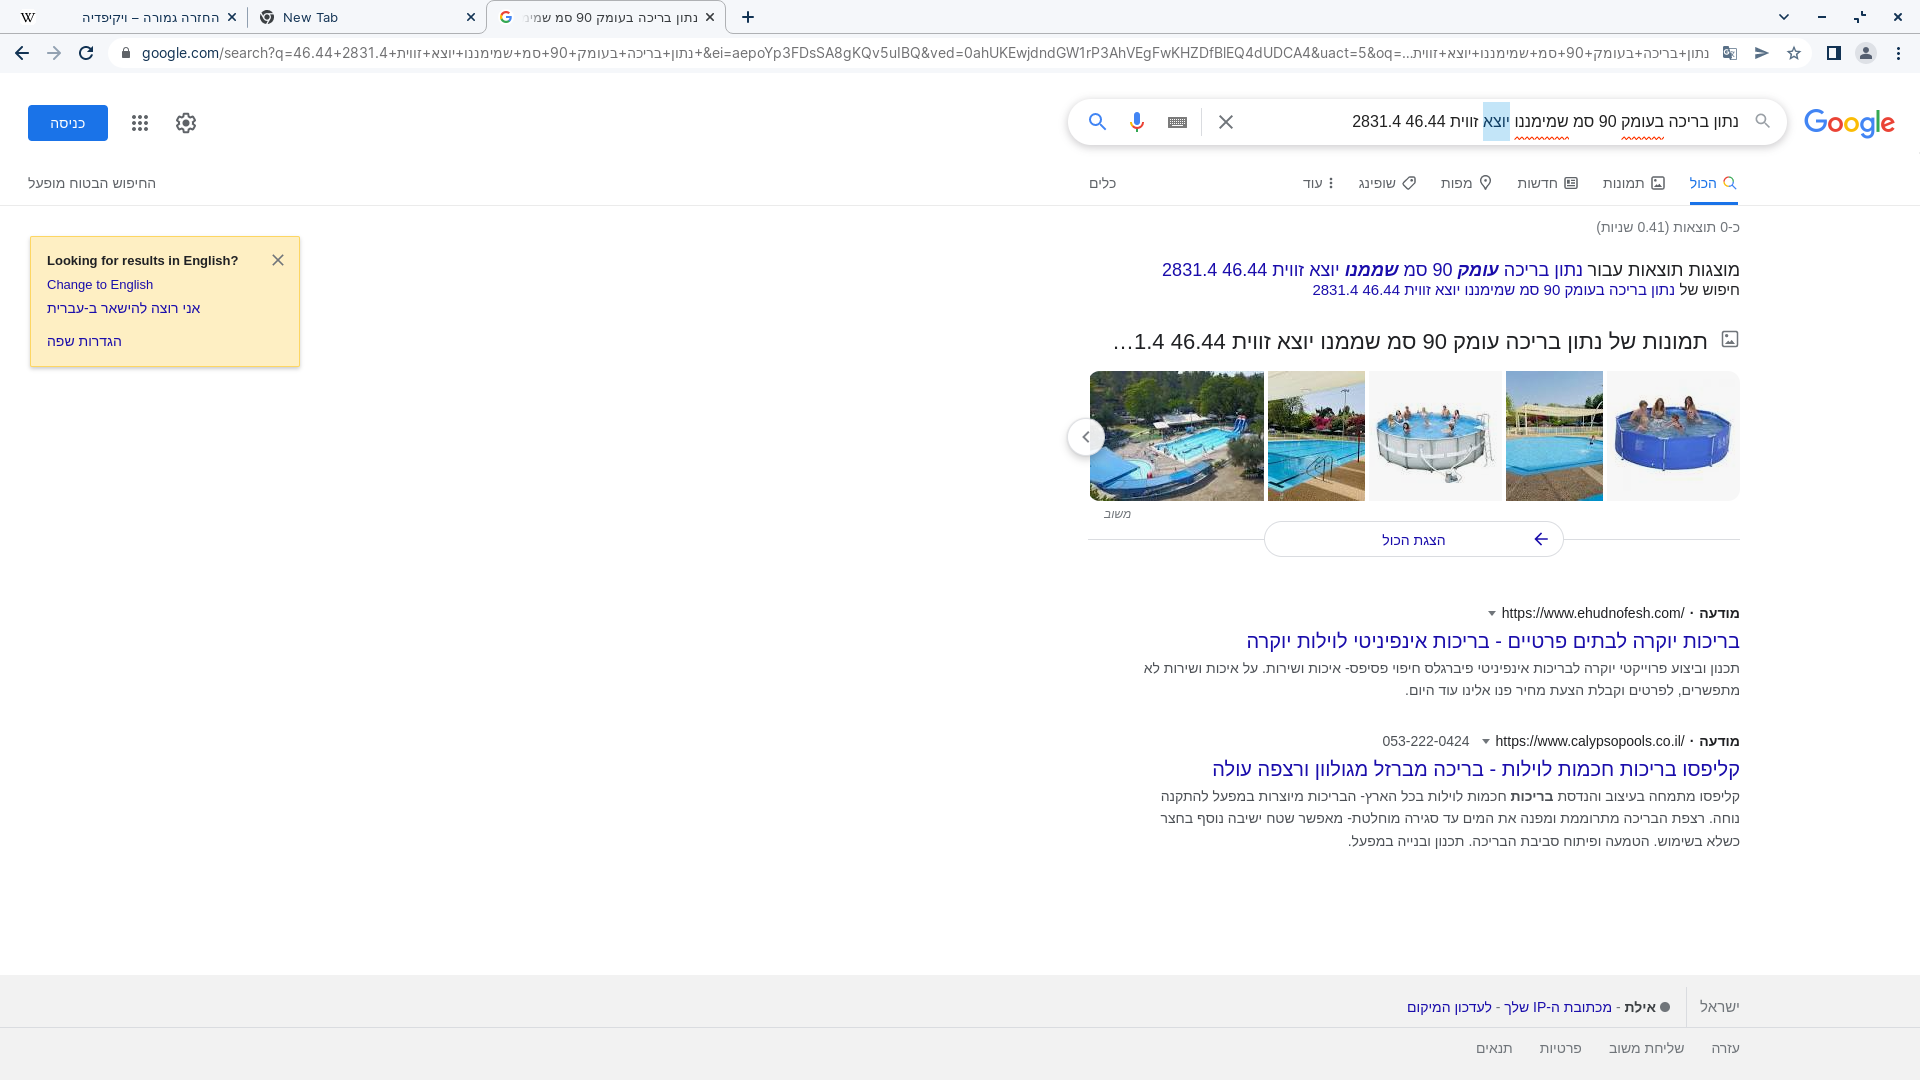 החזרה גמורה – ויקיפדיה
New Tab
נתון בריכה בעומק 90 סמ שמימ
google.com/search?q=46.44+2831.4+נתון+בריכה+בעומק+90+סמ+שמימננו+יוצא+זווית+&ei=aepoYp3FDsSA8gKQv5uIBQ&ved=0ahUKEwjdndGW1rP3AhVEgFwKHZDfBlEQ4dUDCA4&uact=5&oq=...נתון+בריכה+בעומק+90+סמ+שמימננו+יוצא+זווית
Google
נתון בריכה בעומק 90 סמ שמימננו יוצא זווית 46.44 2831.4
כניסה
הכול
תמונות
חדשות
מפות
שופינג
עוד
כלים
החיפוש הבטוח מופעל
כ-0 תוצאות (0.41 שניות)
Looking for results in English?
Change to English
אני רוצה להישאר ב-עברית
הגדרות שפה
מוצגות תוצאות עבור נתון בריכה עומק 90 סמ שממנו יוצא זווית 46.44 2831.4
חיפוש של נתון בריכה בעומק 90 סמ שמימננו יוצא זווית 46.44 2831.4
תמונות של נתון בריכה עומק 90 סמ שממנו יוצא זווית 46.44 1.4...
משוב
הצגת הכול
מודעה · https://www.ehudnofesh.com/
בריכות יוקרה לבתים פרטיים - בריכות אינפיניטי לוילות יוקרה
תכנון וביצוע פרוייקטי יוקרה לבריכות אינפיניטי פיברגלס חיפוי פסיפס- איכות ושירות. על איכות ושירות לא
מתפשרים, לפרטים וקבלת הצעת מחיר פנו אלינו עוד היום.
מודעה · https://www.calypsopools.co.il/ 053-222-0424
קליפסו בריכות חכמות לוילות - בריכה מברזל מגולוון ורצפה עולה
קליפסו מתמחה בעיצוב והנדסת בריכות חכמות לוילות בכל הארץ- הבריכות מיוצרות במפעל להתקנה
נוחה. רצפת הבריכה מתרוממת ומפנה את המים עד סגירה מוחלטת- מאפשר שטח ישיבה נוסף בחצר
כשלא בשימוש. הטמעה ופיתוח סביבת הבריכה. תכנון ובנייה במפעל.
ישראל
אילת - מכתובת ה-IP שלך - לעדכון המיקום
עזרה
שליחת משוב
פרטיות
תנאים